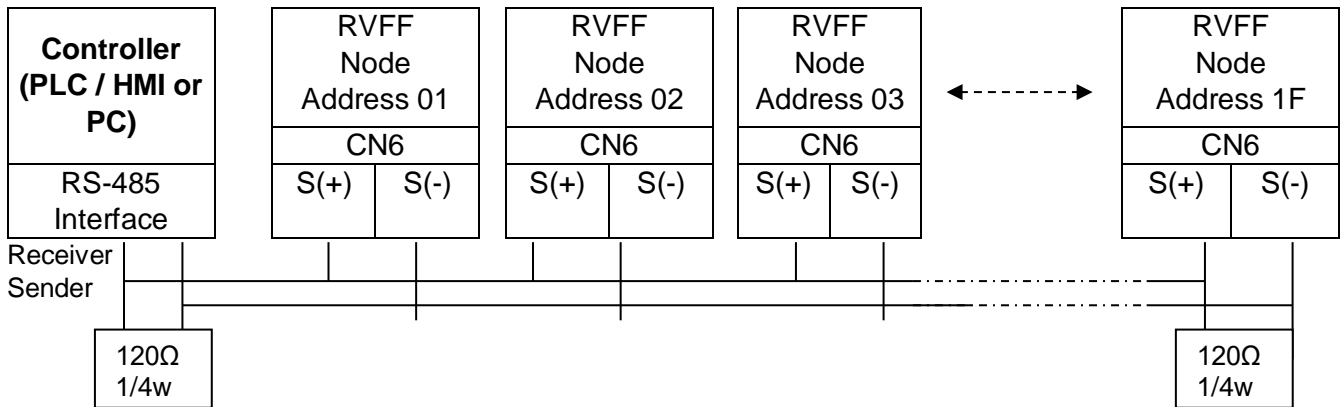 Controller
(PLC / HMI or
PC)
RS-485
Interface
RVFF
Node
Address 01
CN6
S(+)
S(-)
RVFF
Node
Address 02
CN6
S(+)
S(-)
RVFF
Node
Address 03
CN6
S(+)
S(-)
RVFF
Node
Address 1F
CN6
S(+)
S(-)
Receiver
Sender
120Ω
1/4w
120Ω
1/4w